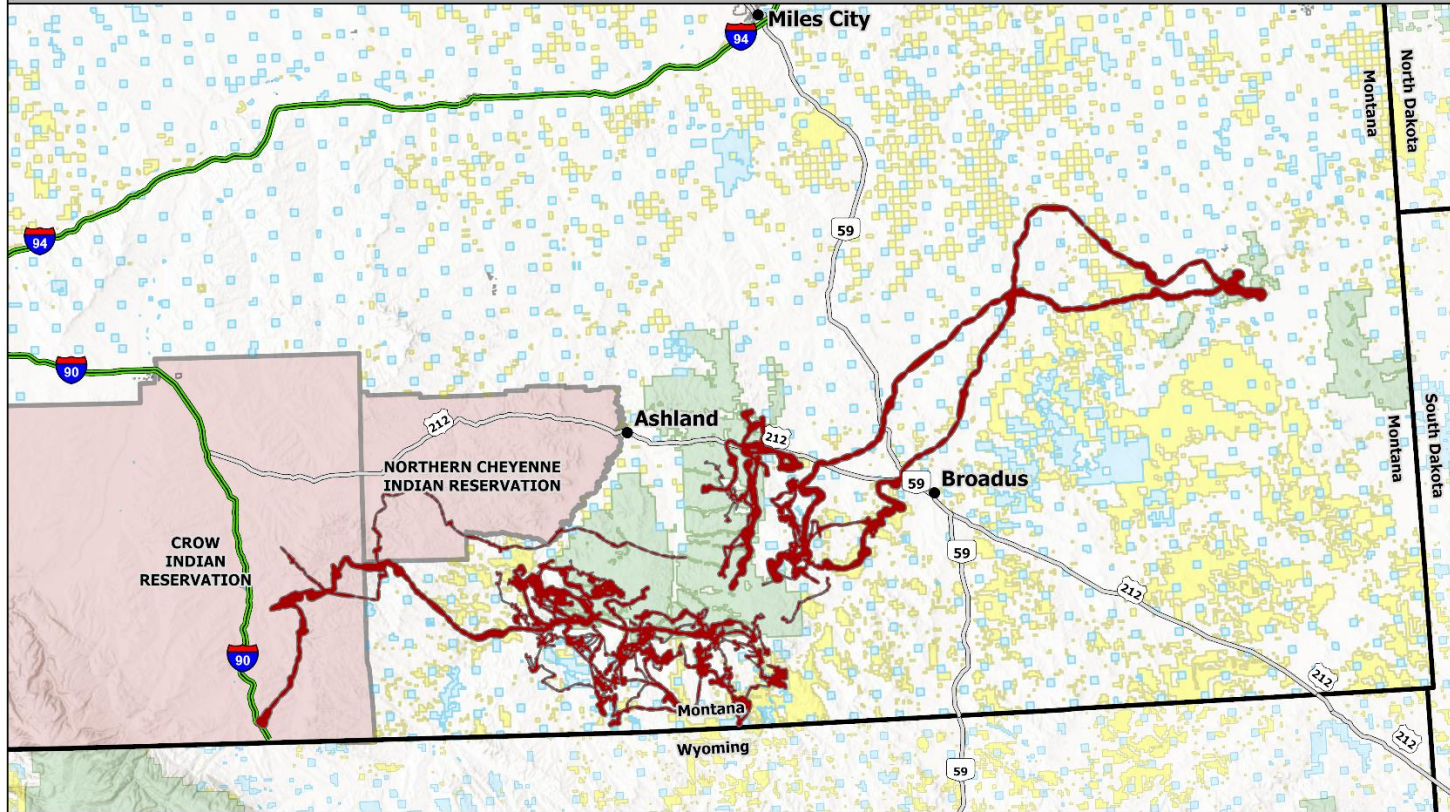 Miles City
94
North Dakota
Montana
59
94
90
South Dakota
Montana
212
Ashland
212
NORTHERN CHEYENNE
INDIAN RESERVATION
59
Broadus
CROW
INDIAN
RESERVATION
59
212
90
212
Montana
Wyoming
212
59